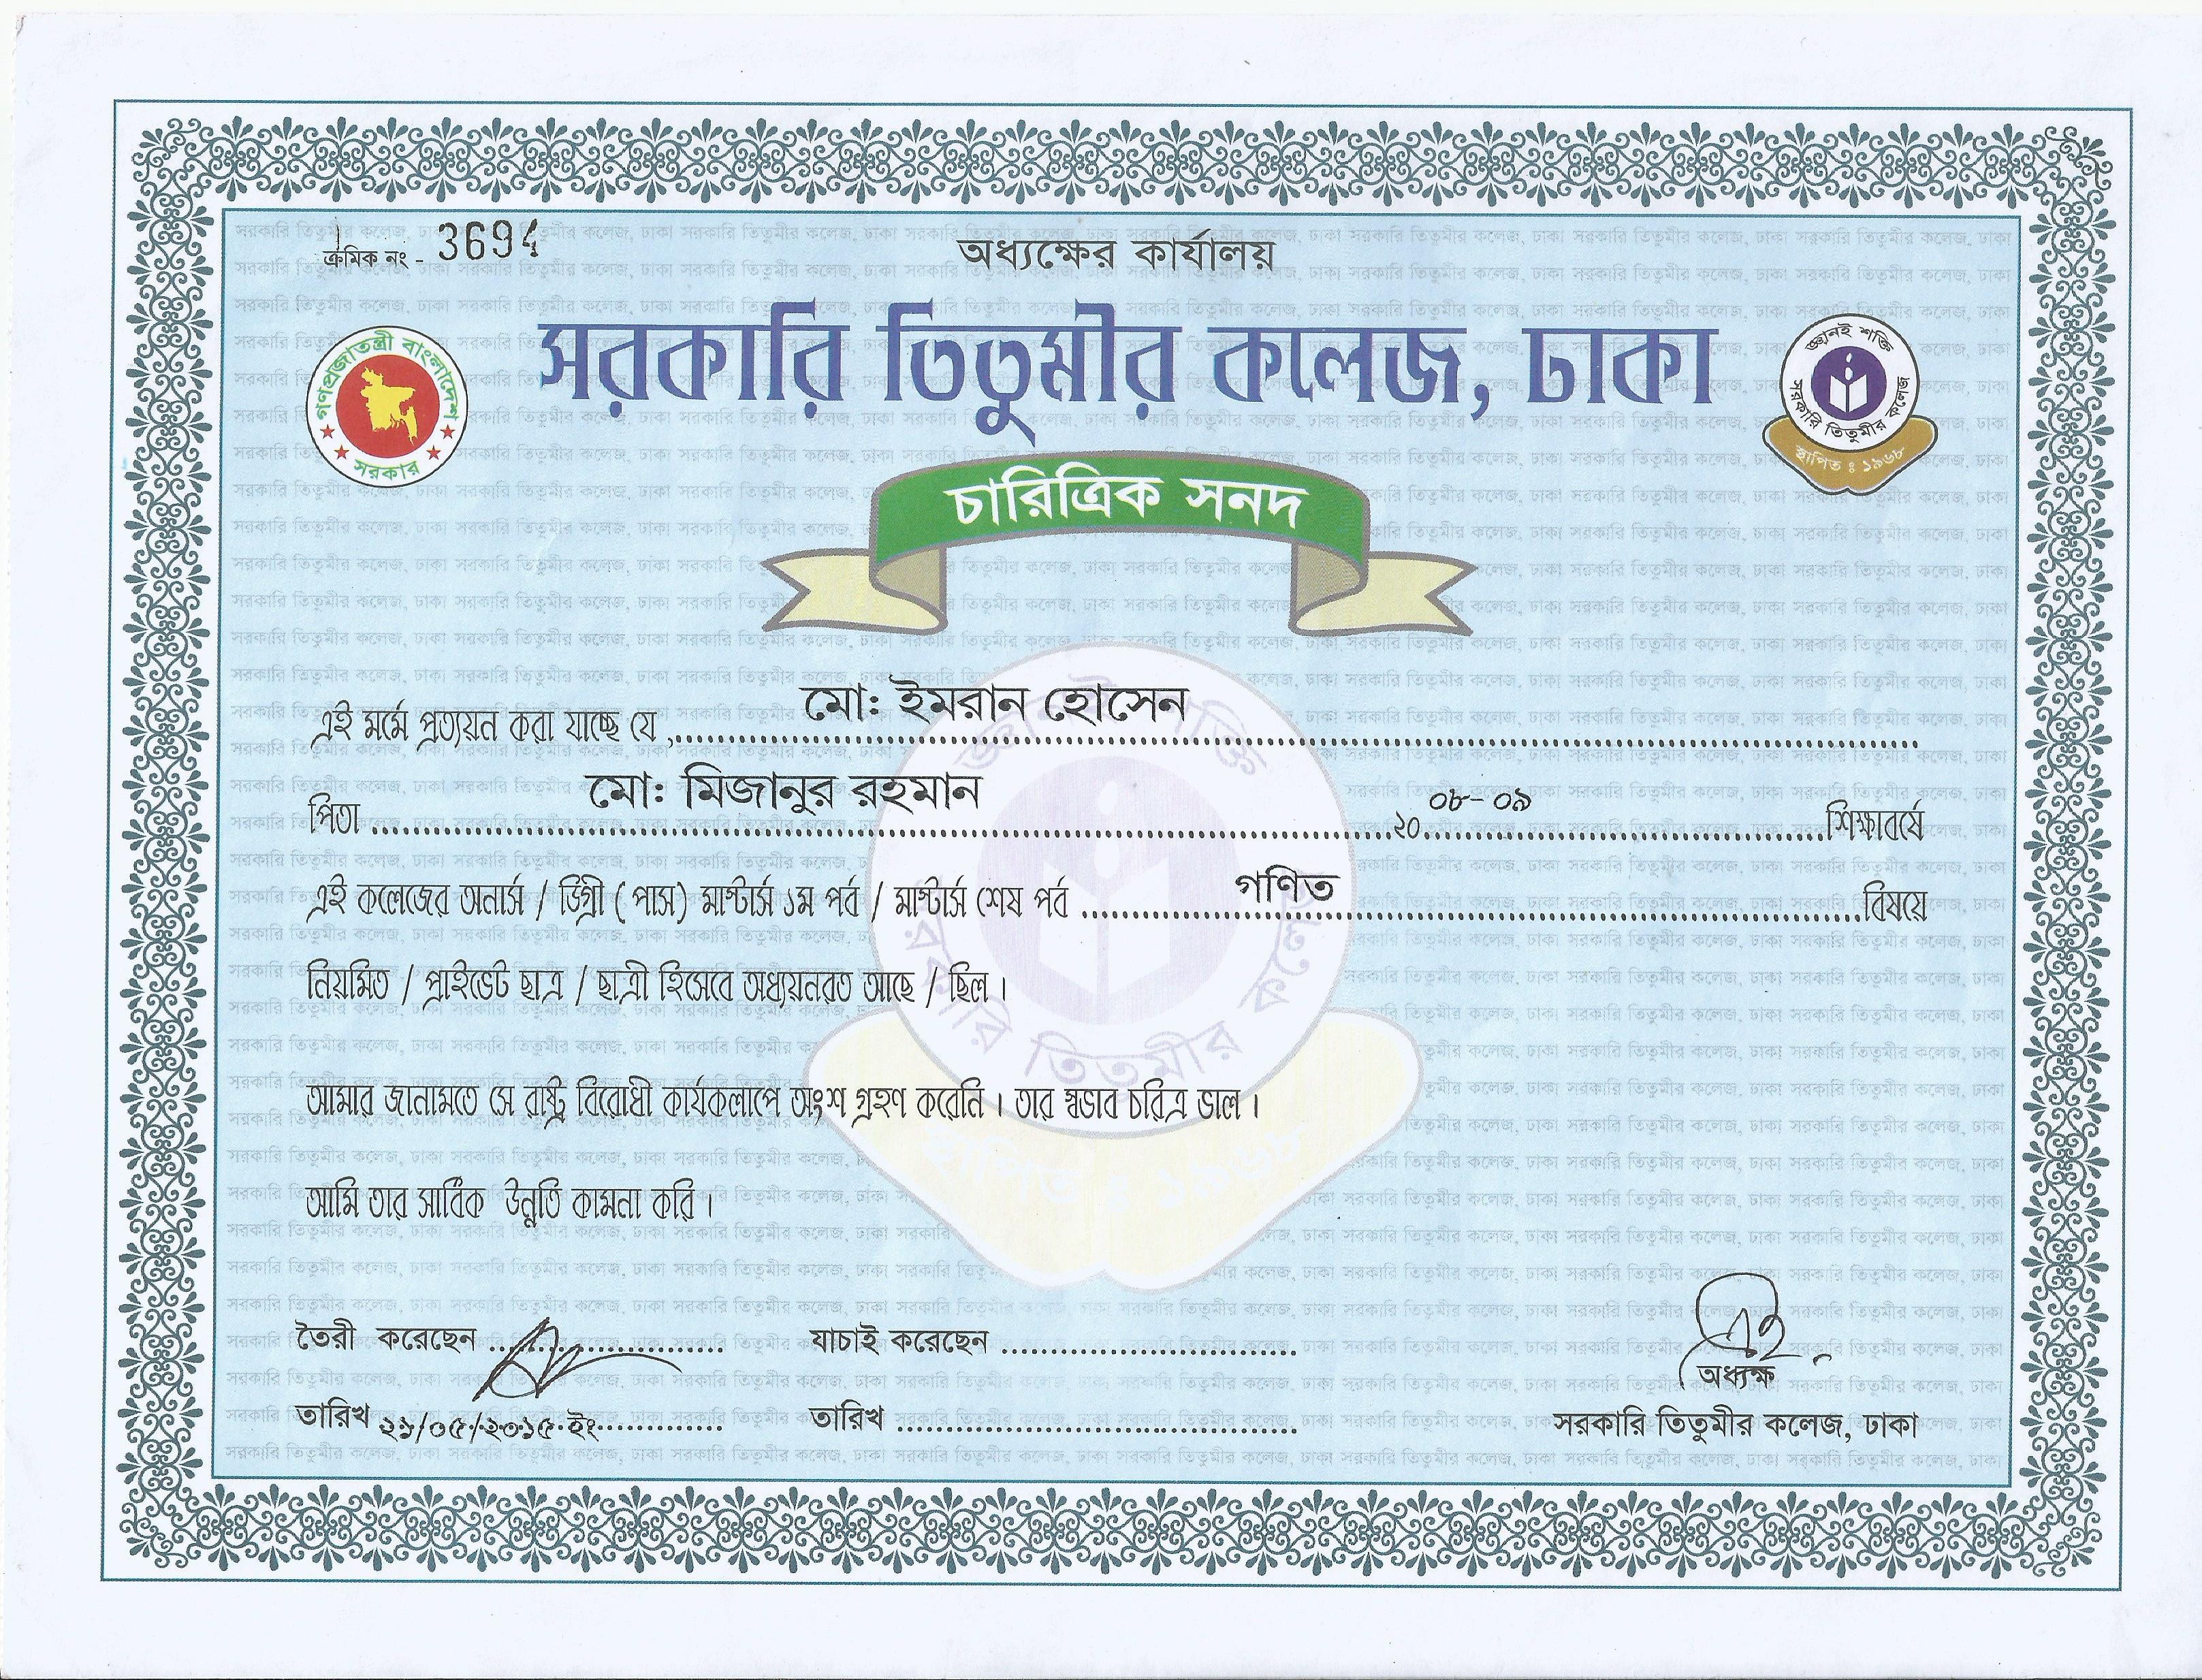 ক্রমিক নং - 3694
অধ্যক্ষের কার্যালয়
গণপ্রজাতন্ত্রী বাংলাদেশ
সরকার
সরকারি তিতুমীর কলেজ, ঢাকা
জ্ঞানই শক্তি
সরকারি তিতুমীর কলেজ
স্থাপিত : ১৯৬৮
চারিত্রিক সনদ
এই মর্মে প্রত্যয়ন করা যাচ্ছে যে, মো: ইমরান হোসেন
পিতা মো: মিজানুর রহমান ২০ ০৮-০৯ শিক্ষাবর্ষে
এই কলেজের অনার্স / ডিগ্রী ( পাস) মাস্টার্স ১ম পর্ব / মাস্টার্স শেষ পর্ব গণিত বিষয়ে
নিয়মিত / প্রাইভেট ছাত্র / ছাত্রী হিসেবে অধ্যয়নরত আছে / ছিল ।
আমার জানামতে সে রাষ্ট্র বিরোধী কার্যকলাপে অংশ গ্রহণ করেনি । তার স্বভাব চরিত্র ভাল ।
আমি তার সার্বিক উন্নতি কামনা করি ।
তৈরী করেছেন যাচাই করেছেন
অধ্যক্ষ
তারিখ ২১/০৫/২০১৫ ইং তারিখ
সরকারি তিতুমীর কলেজ, ঢাকা